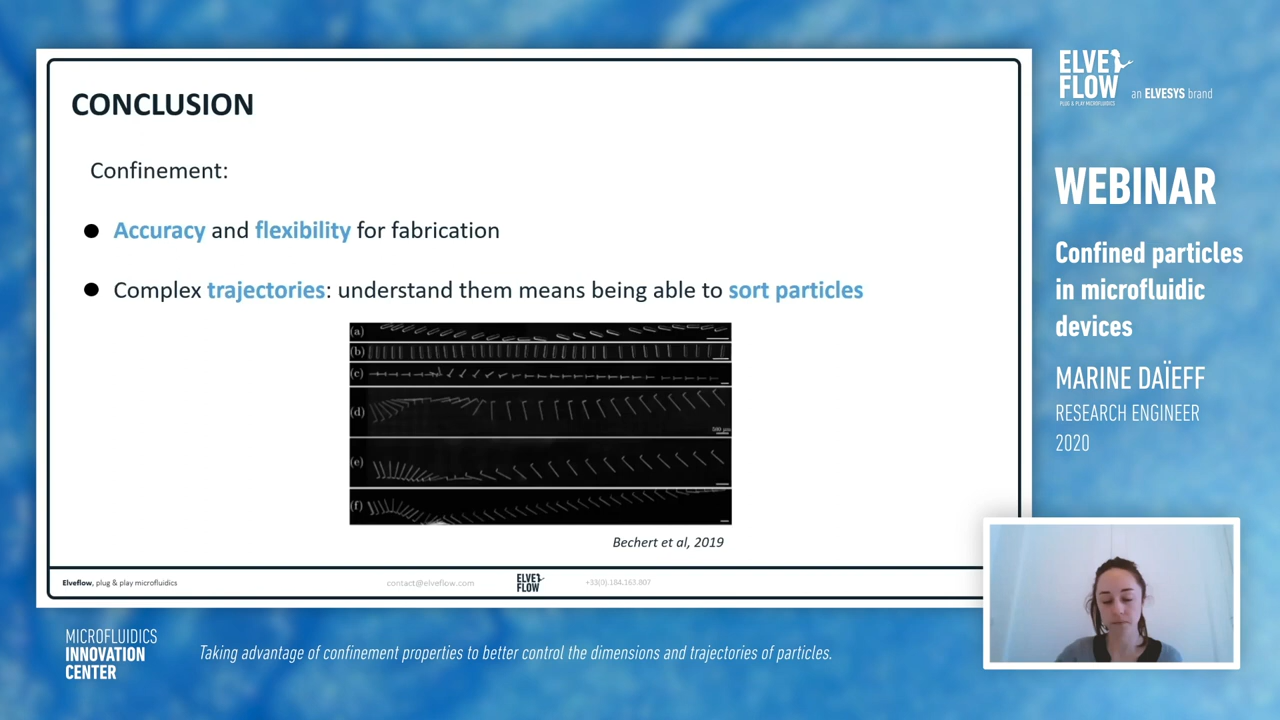 CONCLUSION
Confinement:
Accuracy and flexibility for fabrication
Complex trajectories: understand them means being able to sort particles
(a)
(b)
(c)
(d)
(e)
(f)
Bechert et al, 2019
Elveflow, plug & play microfluidics
contact@elveflow.com
ELVE
FLOW
+33(0).184.163.807
ELVE
FLOW
PLUG & PLAY MICROFLUIDICS
an ELVESYS brand
WEBINAR
Confined particles
in microfluidic
devices
MARINE DAÏEFF
RESEARCH ENGINEER
2020
MICROFLUIDICS
INNOVATION
CENTER
Taking advantage of confinement properties to better control the dimensions and trajectories of particles.